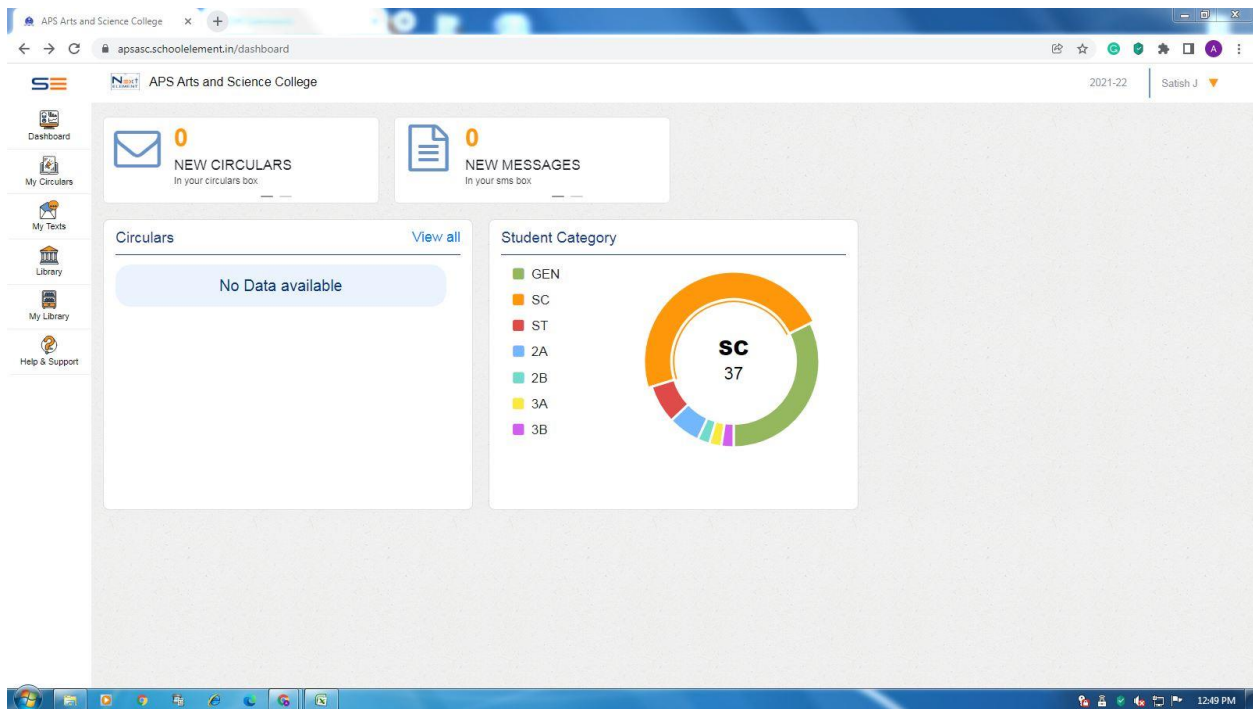 APS Arts and Science College
apsasc.schoolelement.in/dashboard
A
SE
Next
ELEMENT
APS Arts and Science College
2021-22
Satish J
Dashboard
My Circulars
My Texts
Library
My Library
Help & Support
0
NEW CIRCULARS
In your circulars box
0
NEW MESSAGES
In your sms box
Circulars
View all
No Data available
Student Category
GEN
SC
ST
2A
2B
3A
3B
SC
37
12:49 PM